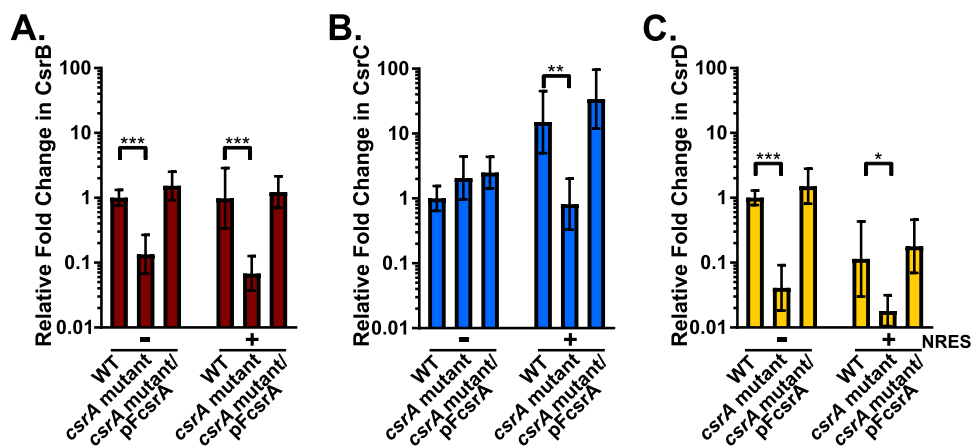 A.
Relative Fold Change in CsrB
100
10
1
0.1
0.01
***
***
-
+
WT
csrA mutant
csrA mutant/
pFcsrA
WT
csrA mutant
csrA mutant/
pFcsrA
B.
Relative Fold Change in CsrC
100
10
1
0.1
0.01
**
-
+
WT
csrA mutant
csrA mutant/
pFcsrA
WT
csrA mutant
csrA mutant/
pFcsrA
C.
Relative Fold Change in CsrD
100
10
1
0.1
0.01
***
*
-
+
NRES
WT
csrA mutant
csrA mutant/
pFcsrA
WT
csrA mutant
csrA mutant/
pFcsrA